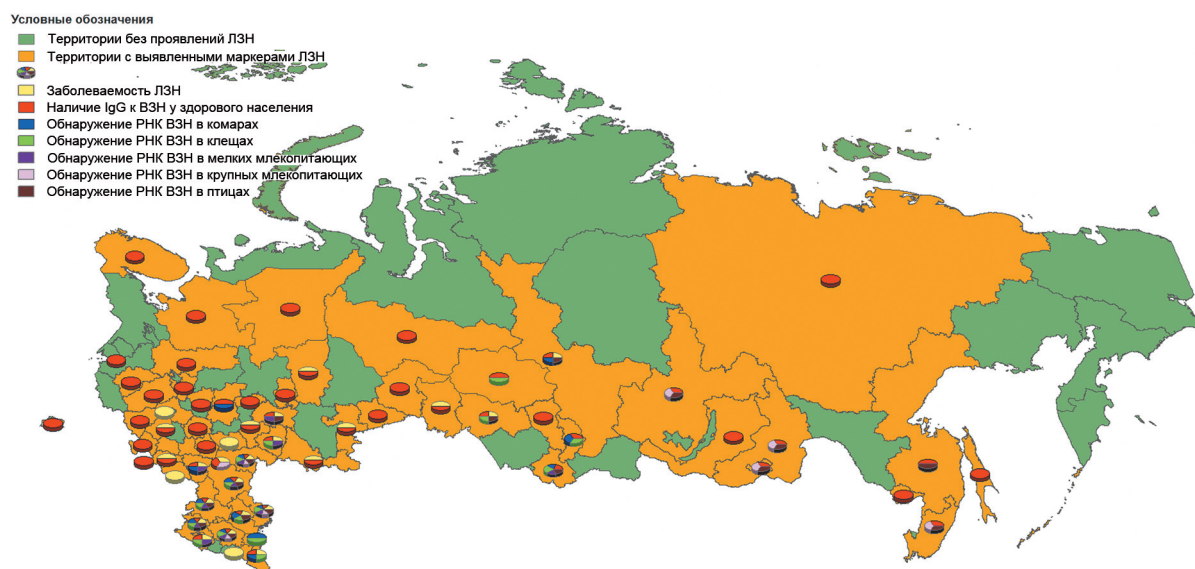 Условные обозначения
Территории без проявлений ЛЗН
Территории с выявленными маркерами ЛЗН
Заболеваемость ЛЗН
Наличие IgG к ВЗН у здорового населения
Обнаружение РНК ВЗН в комарах
Обнаружение РНК ВЗН в клещах
Обнаружение РНК ВЗН в мелких млекопитающих
Обнаружение РНК ВЗН в крупных млекопитающих
Обнаружение РНК ВЗН в птицах